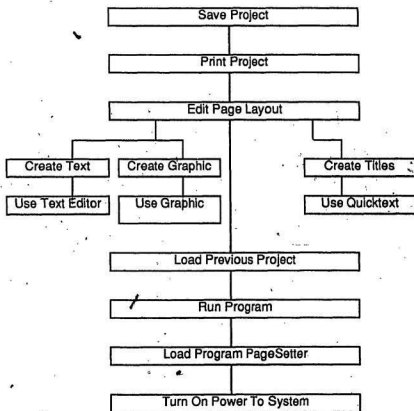 Save Project
Print Project
Edit Page Layout
Create Text
Create Graphic
Create Titles
Use Text Editor
Use Graphic
Use Quicktext
Load Previous Project
Run Program
Load Program PageSetter
Turn On Power To System